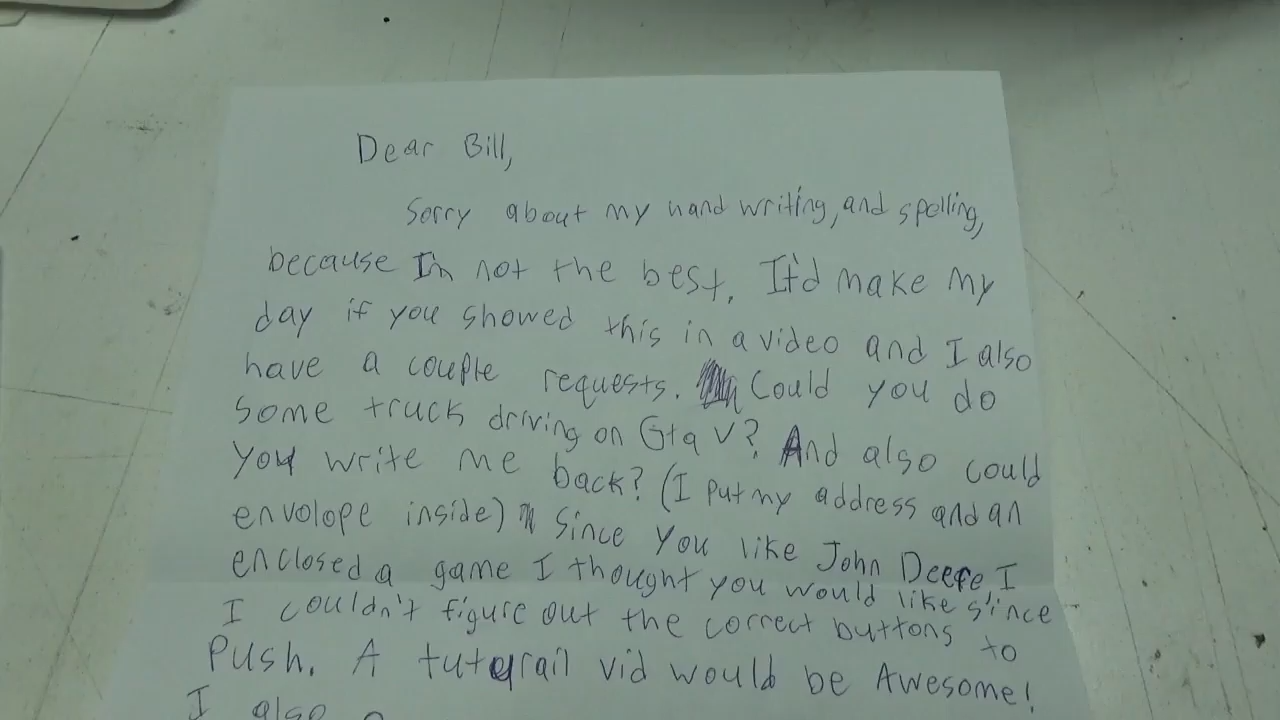 Dear Bill,
Sorry about my hand writing, and spelling,
because I'm not the best. It'd make my
day if you showed this in a video and I also
have a couple requests. Could you do
some truck driving on Gta V? And also could
you write me back? (I put my address and an
envolope inside) Since you like John Deere, I
enclosed a game I thought you would like since
I couldn't figure out the correct buttons to
Push. A tutorail vid would be Awesome!
I also